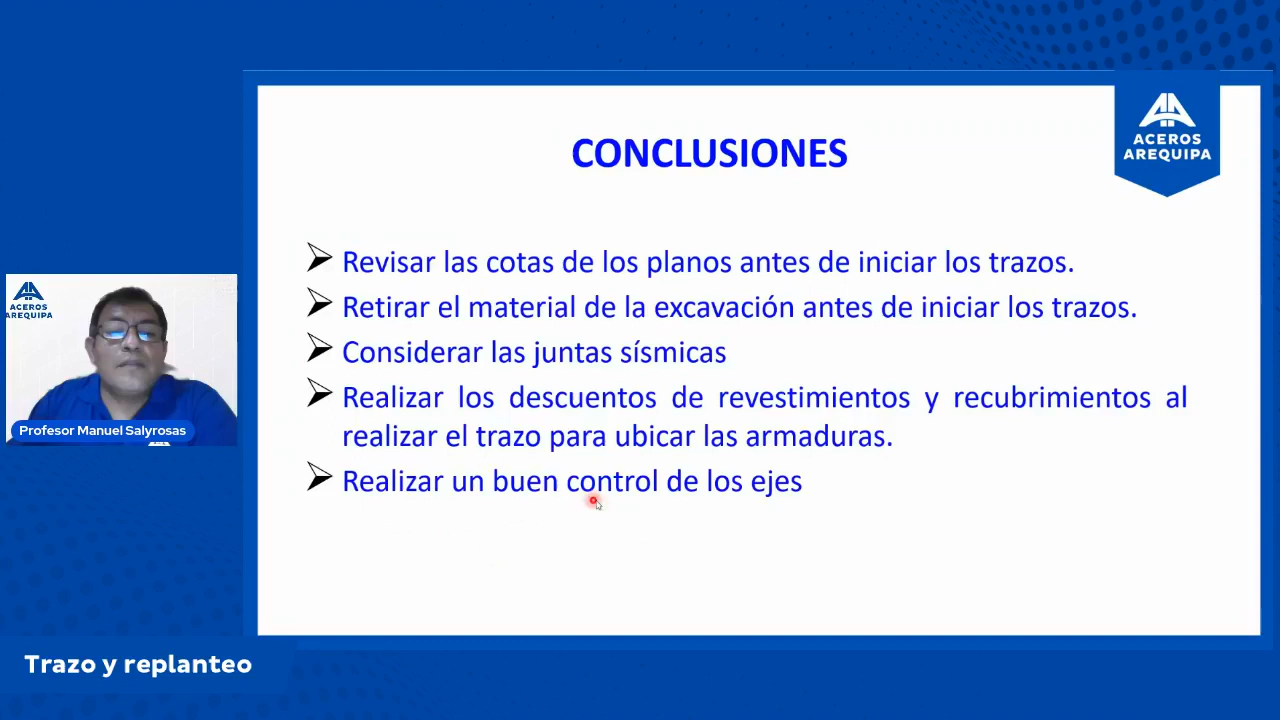 CONCLUSIONES
ACEROS
AREQUIPA
Revisar las cotas de los planos antes de iniciar los trazos.
Retirar el material de la excavación antes de iniciar los trazos.
Considerar las juntas sísmicas
Realizar los descuentos de revestimientos y recubrimientos al
realizar el trazo para ubicar las armaduras.
Realizar un buen control de los ejes
ACEROS
AREQUIPA
Profesor Manuel Salyrosas
Trazo y replanteo